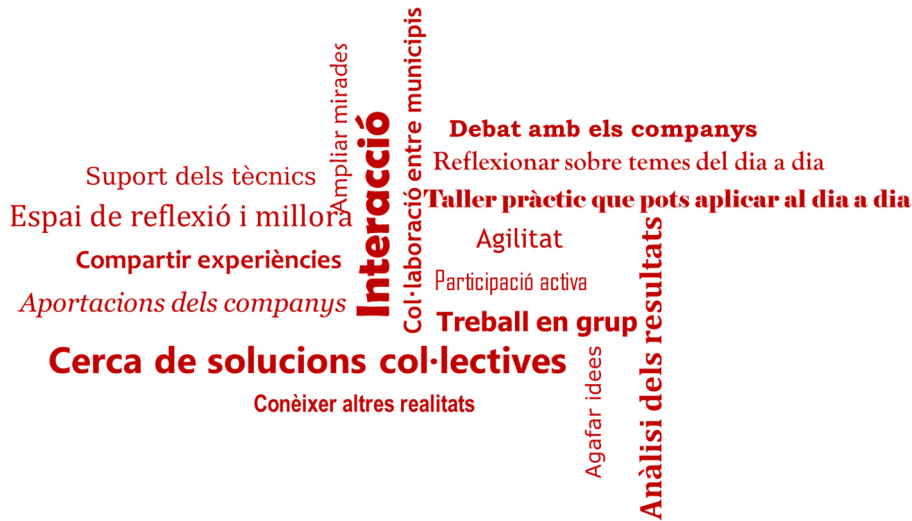 Ampliar mirades
Interacció
Col·laboració entre municipis
Debat amb els companys
Reflexionar sobre temes del dia a dia
Suport dels tècnics
Taller pràctic que pots aplicar al dia a dia
Espai de reflexió i millora
Agilitat
Compartir experiències
Participació activa
Aportacions dels companys
Treball en grup
Anàlisi dels resultats
Cerca de solucions col·lectives
Agafar idees
Conèixer altres realitats